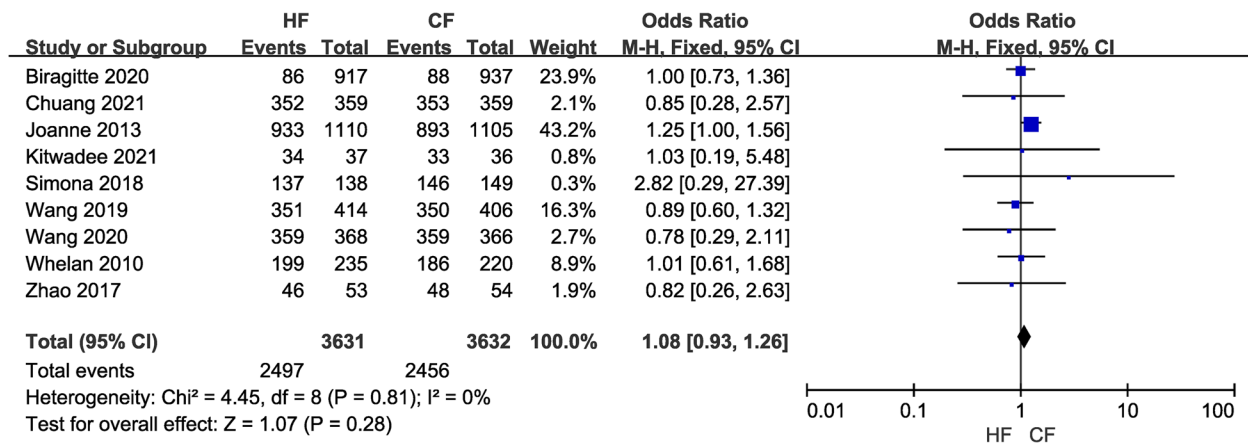 HF CF Odds Ratio Odds Ratio
Study or Subgroup Events Total Events Total Weight M-H, Fixed, 95% CI M-H, Fixed, 95% CI
Biragitte 2020 86 917 88 937 23.9% 1.00 [0.73, 1.36]
Chuang 2021 352 359 353 359 2.1% 0.85 [0.28, 2.57]
Joanne 2013 933 1110 893 1105 43.2% 1.25 [1.00, 1.56]
Kitwadee 2021 34 37 33 36 0.8% 1.03 [0.19, 5.48]
Simona 2018 137 138 146 149 0.3% 2.82 [0.29, 27.39]
Wang 2019 351 414 350 406 16.3% 0.89 [0.60, 1.32]
Wang 2020 359 368 359 366 2.7% 0.78 [0.29, 2.11]
Whelan 2010 199 235 186 220 8.9% 1.01 [0.61, 1.68]
Zhao 2017 46 53 48 54 1.9% 0.82 [0.26, 2.63]
Total (95% CI) 3631 3632 100.0% 1.08 [0.93, 1.26]
Total events 2497 2456
Heterogeneity: Chi² = 4.45, df = 8 (P = 0.81); I² = 0%
Test for overall effect: Z = 1.07 (P = 0.28)
0.01 0.1 1 10 100
HF CF